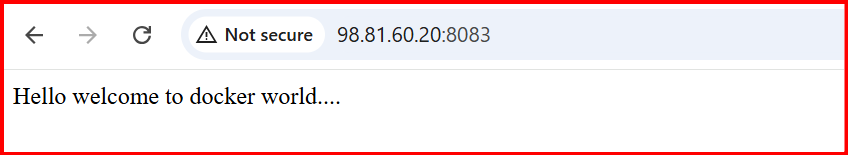 Not secure 98.81.60.20:8083
Hello welcome to docker world....